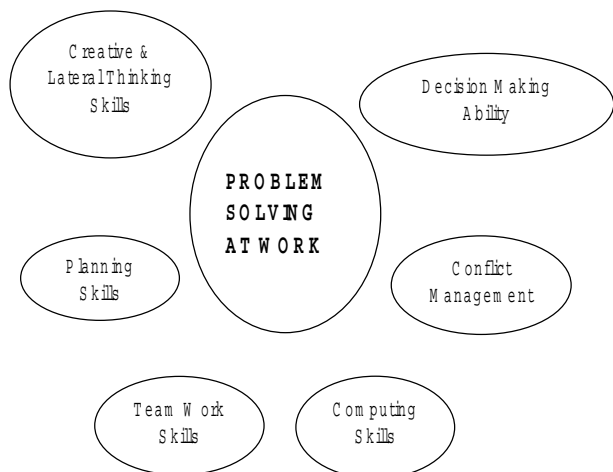 Creative &
Lateral Thinking
Skills
Decision Making
Ability
PROBLEM
SOLVING
AT WORK
Planning
Skills
Conflict
Management
Team Work
Skills
Computing
Skills